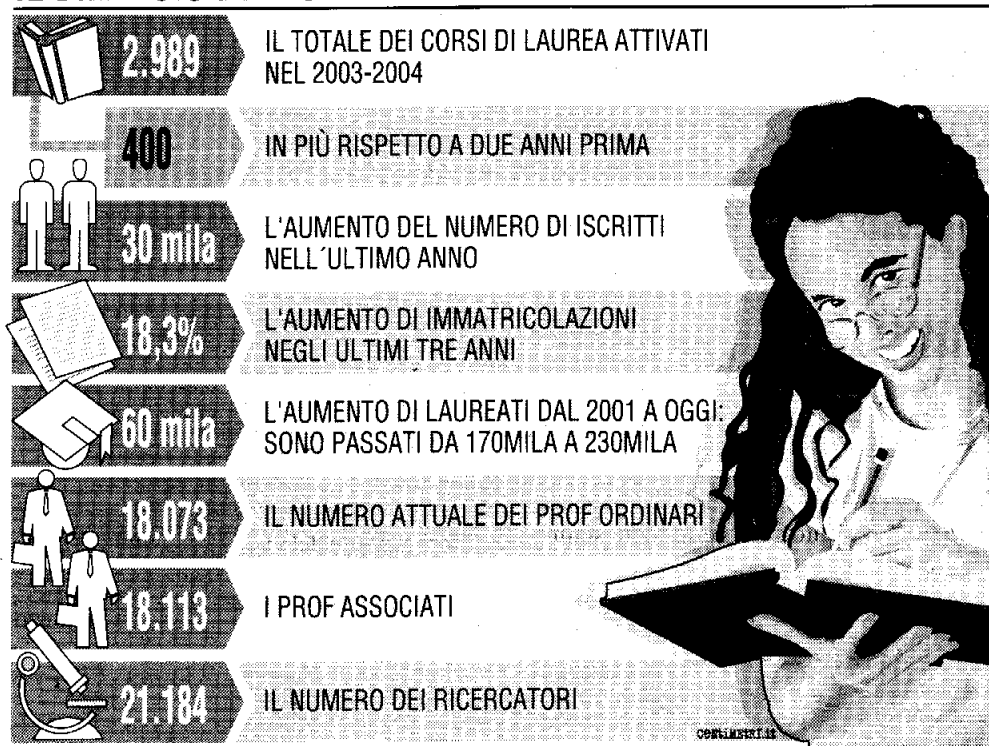 2.989
IL TOTALE DEI CORSI DI LAUREA ATTIVATI
NEL 2003-2004
400
IN PIÙ RISPETTO A DUE ANNI PRIMA
30 mila
L'AUMENTO DEL NUMERO DI ISCRITTI
NELL´ULTIMO ANNO
18,3%
L'AUMENTO DI IMMATRICOLAZIONI
NEGLI ULTIMI TRE ANNI
60 mila
L'AUMENTO DI LAUREATI DAL 2001 A OGGI:
SONO PASSATI DA 170MILA A 230MILA
18.073
IL NUMERO ATTUALE DEI PROF ORDINARI
18.113
I PROF ASSOCIATI
21.184
IL NUMERO DEI RICERCATORI
centimetri.it